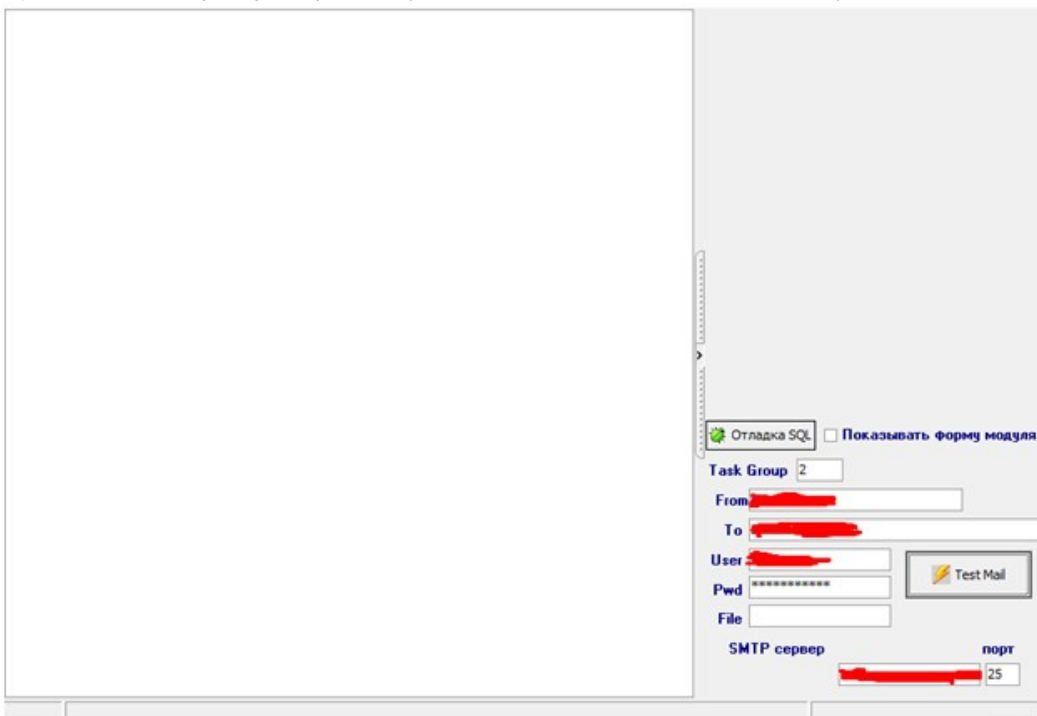 Отладка SQL Показывать форму модуля
Task Group 2
From
To
User
Test Mail
Pwd ***********
File
SMTP сервер порт
25